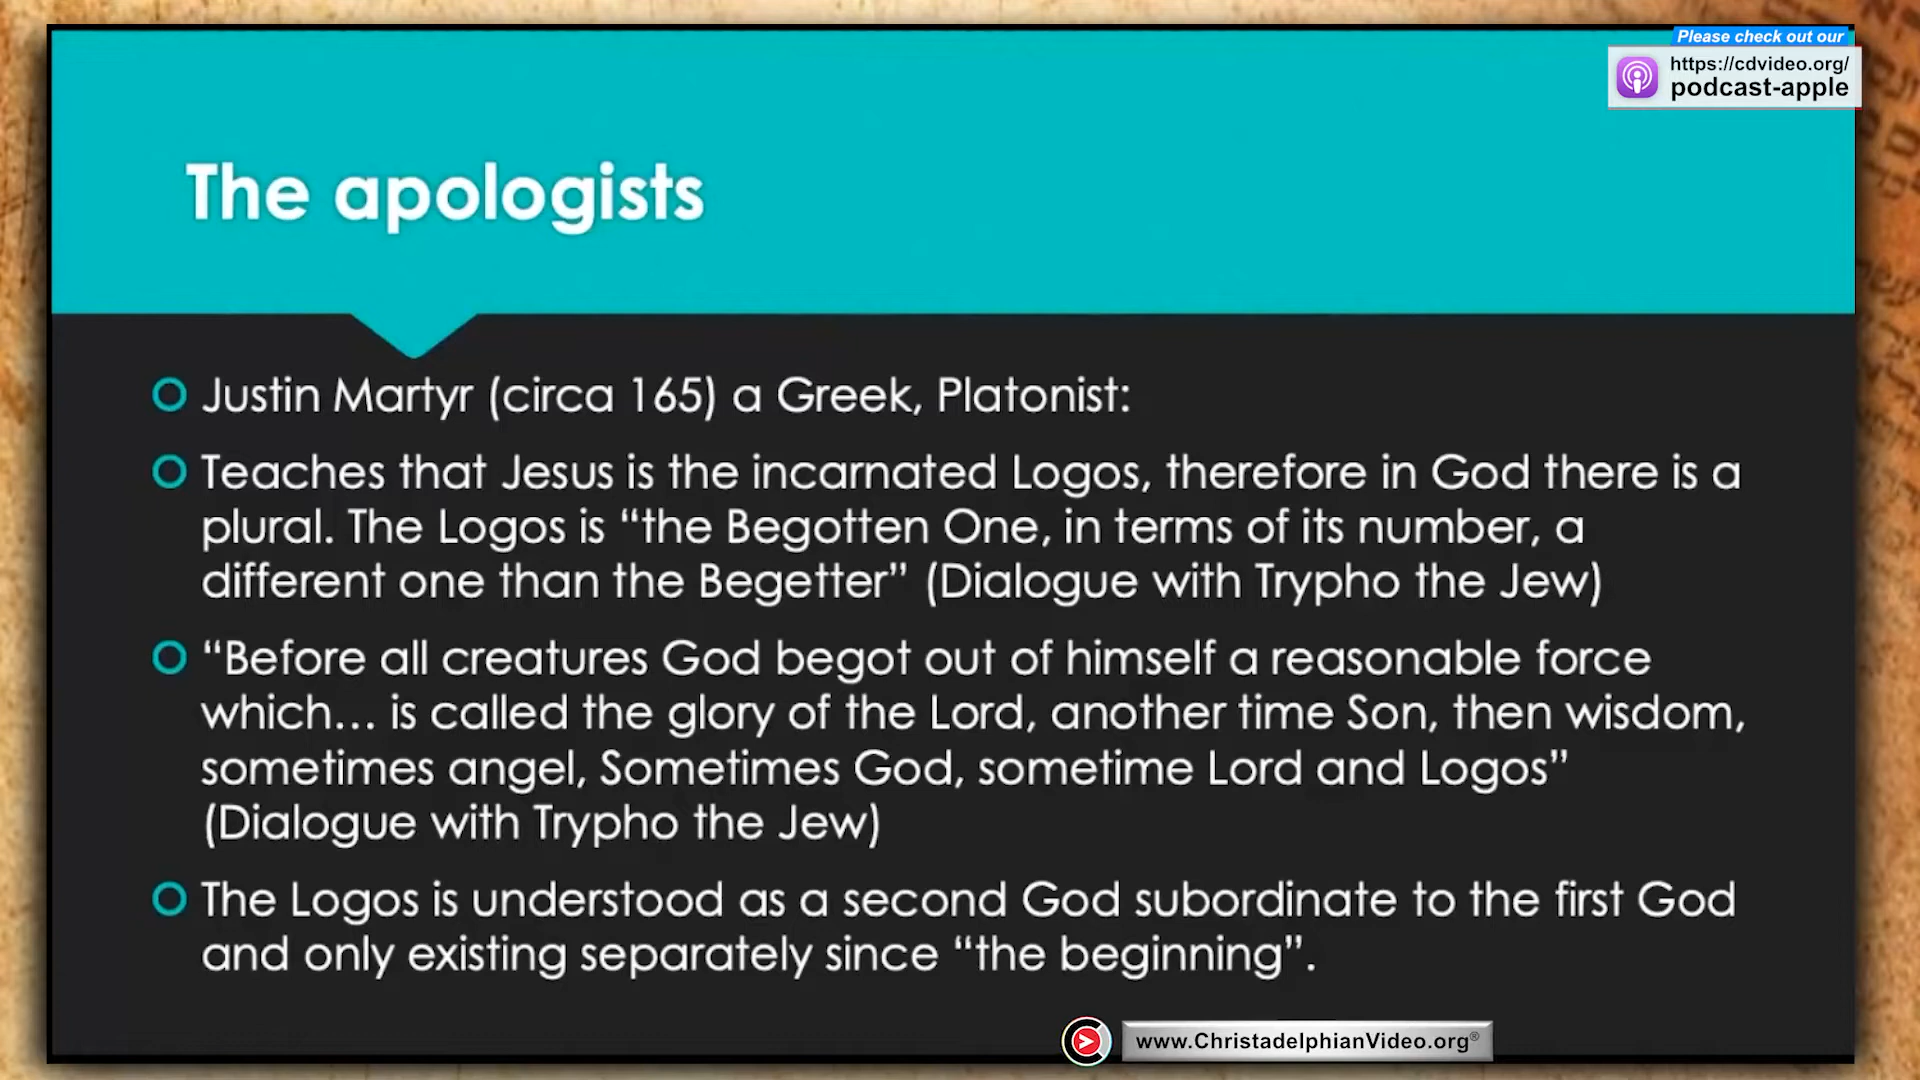 Please check out our
https://cdvideo.org/
podcast-apple
The apologists
Justin Martyr (circa 165) a Greek, Platonist:
Teaches that Jesus is the incarnated Logos, therefore in God there is a
plural. The Logos is “the Begotten One, in terms of its number, a
different one than the Begetter” (Dialogue with Trypho the Jew)
“Before all creatures God begot out of himself a reasonable force
which… is called the glory of the Lord, another time Son, then wisdom,
sometimes angel, Sometimes God, sometime Lord and Logos”
(Dialogue with Trypho the Jew)
The Logos is understood as a second God subordinate to the first God
and only existing separately since “the beginning”.
www.ChristadelphianVideo.org®